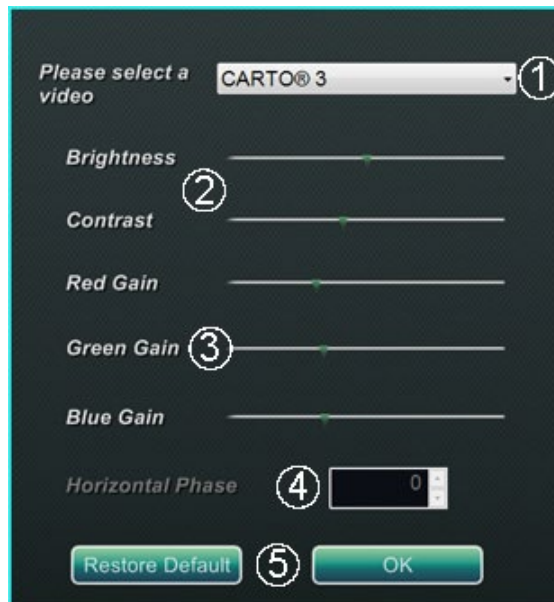 Please select a
video
CARTO® 3
①
Brightness
②
Contrast
Red Gain
Green Gain
③
Blue Gain
Horizontal Phase
④
0
Restore Default
⑤
OK